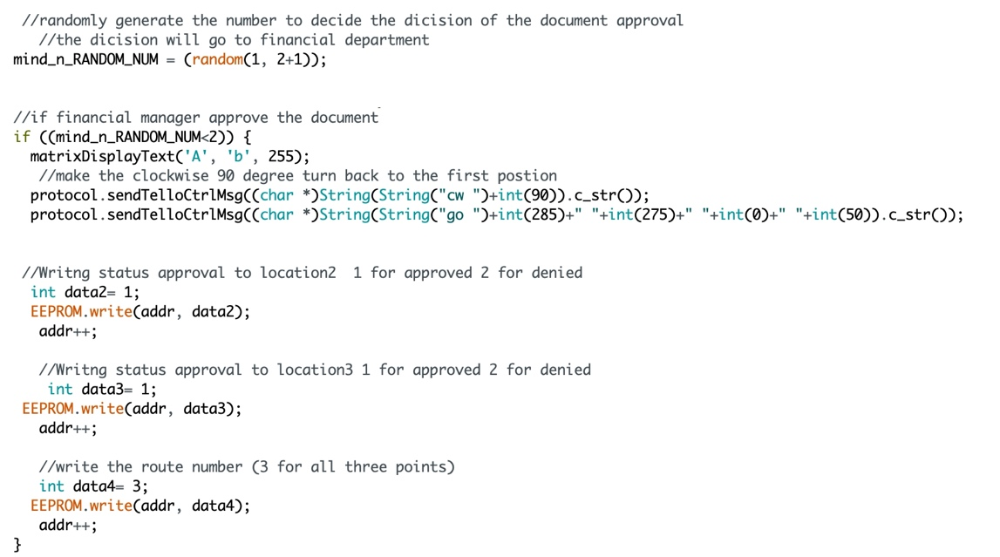 //randomly generate the number to decide the dicision of the document approval
//the dicision will go to financial department
mind_n_RANDOM_NUM = (random(1, 2+1));
//if financial manager approve the document
if ((mind_n_RANDOM_NUM<2)) {
matrixDisplayText('A', 'b', 255);
//make the clockwise 90 degree turn back to the first postion
protocol.sendTelloCtrlMsg((char *)String(String("cw ")+int(90)).c_str());
protocol.sendTelloCtrlMsg((char *)String(String("go ")+int(285)+" "+int(275)+" "+int(0)+" "+int(50)).c_str());
//Writng status approval to location2  1 for approved 2 for denied
int data2= 1;
EEPROM.write(addr, data2);
addr++;
//Writng status approval to location3 1 for approved 2 for denied
int data3= 1;
EEPROM.write(addr, data3);
addr++;
//write the route number (3 for all three points)
int data4= 3;
EEPROM.write(addr, data4);
addr++;
}